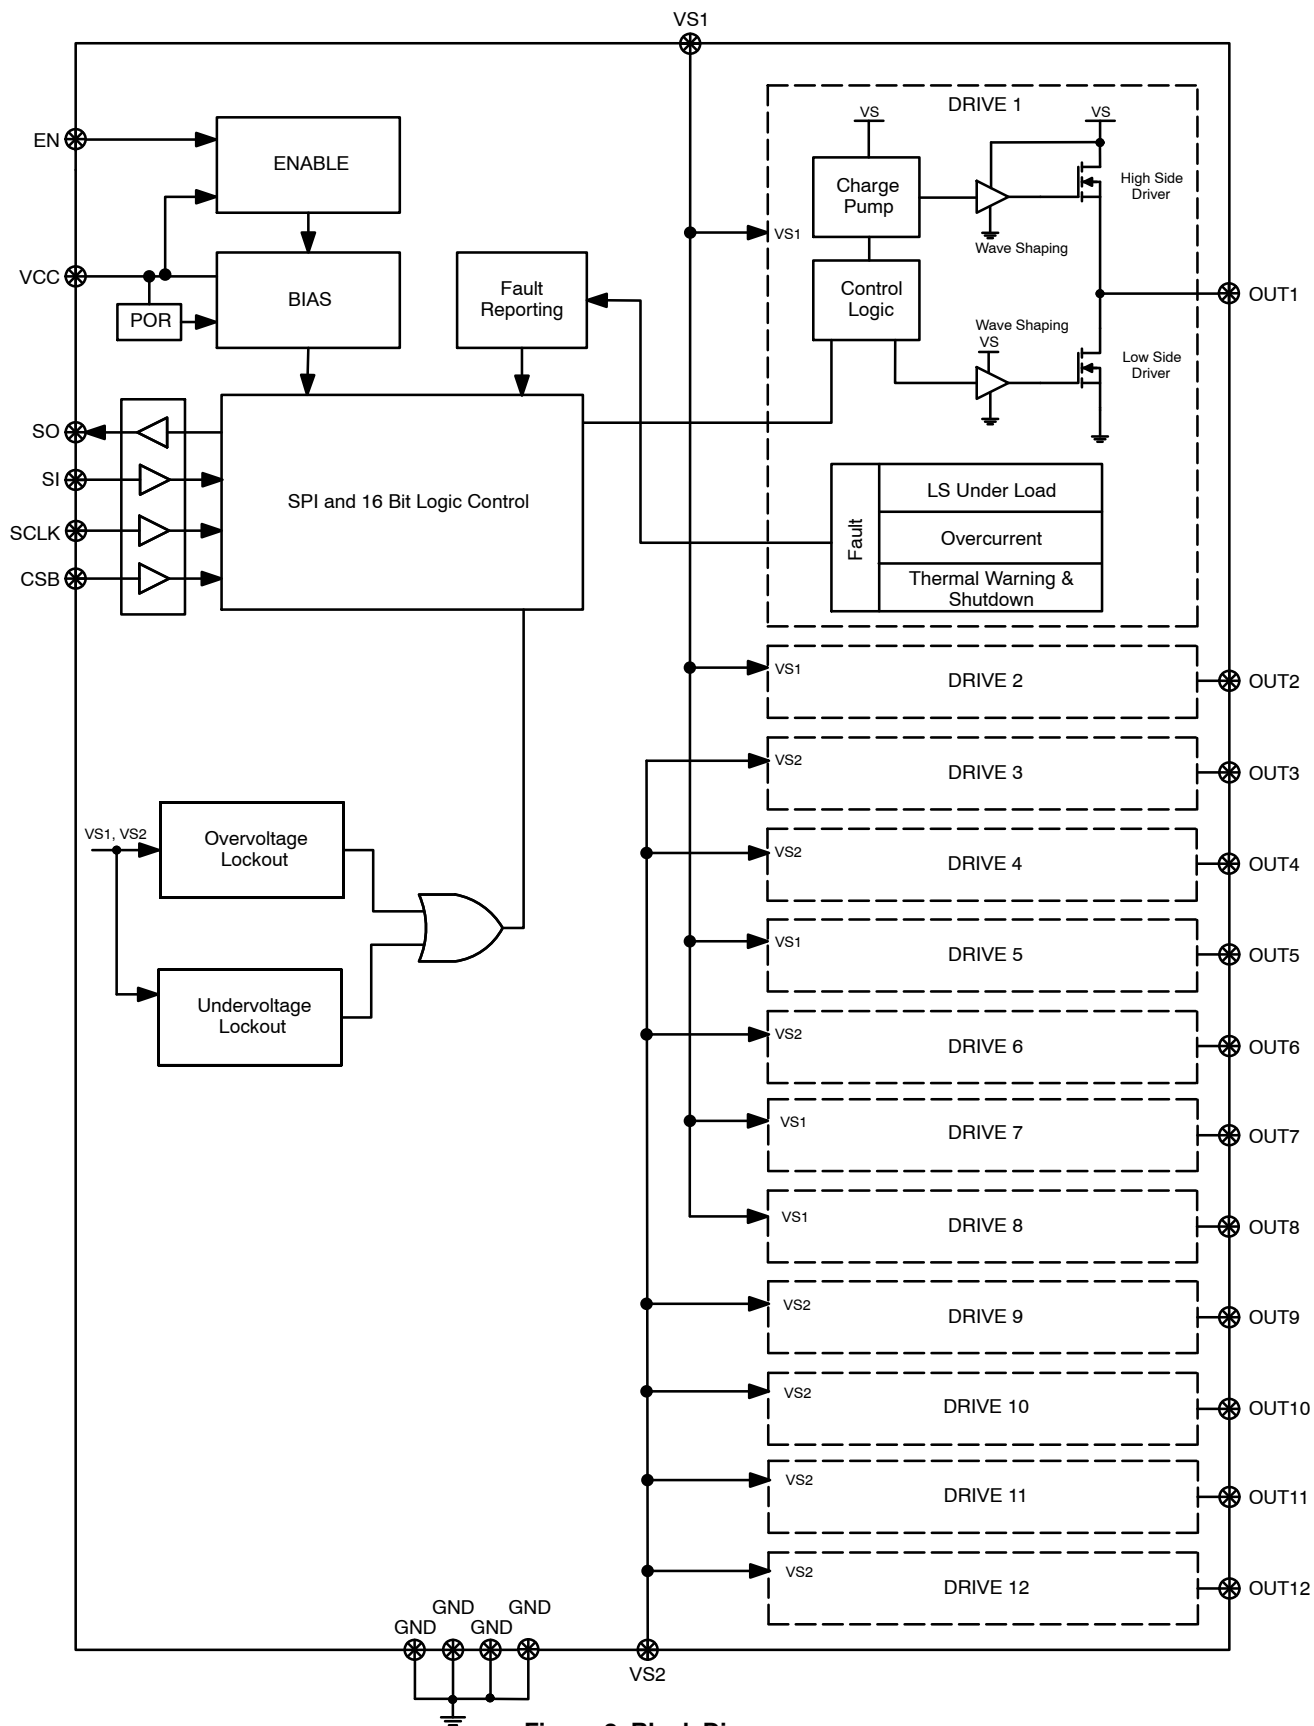 VS1
DRIVE 1
VS
VS
EN
ENABLE
Charge
Pump
High Side
Driver
VS1
Wave Shaping
VCC
BIAS
Fault
Reporting
Control
Logic
OUT1
POR
Wave Shaping
VS
Low Side
Driver
SO
SI
SCLK
CSB
SPI and 16 Bit Logic Control
Fault
LS Under Load
Overcurrent
Thermal Warning &
Shutdown
VS1
DRIVE 2
OUT2
VS2
DRIVE 3
OUT3
VS1, VS2
Overvoltage
Lockout
VS2
DRIVE 4
OUT4
VS1
DRIVE 5
OUT5
Undervoltage
Lockout
VS2
DRIVE 6
OUT6
VS1
DRIVE 7
OUT7
VS1
DRIVE 8
OUT8
VS2
DRIVE 9
OUT9
VS2
DRIVE 10
OUT10
VS2
DRIVE 11
OUT11
VS2
DRIVE 12
OUT12
GND
GND
GND
GND
VS2